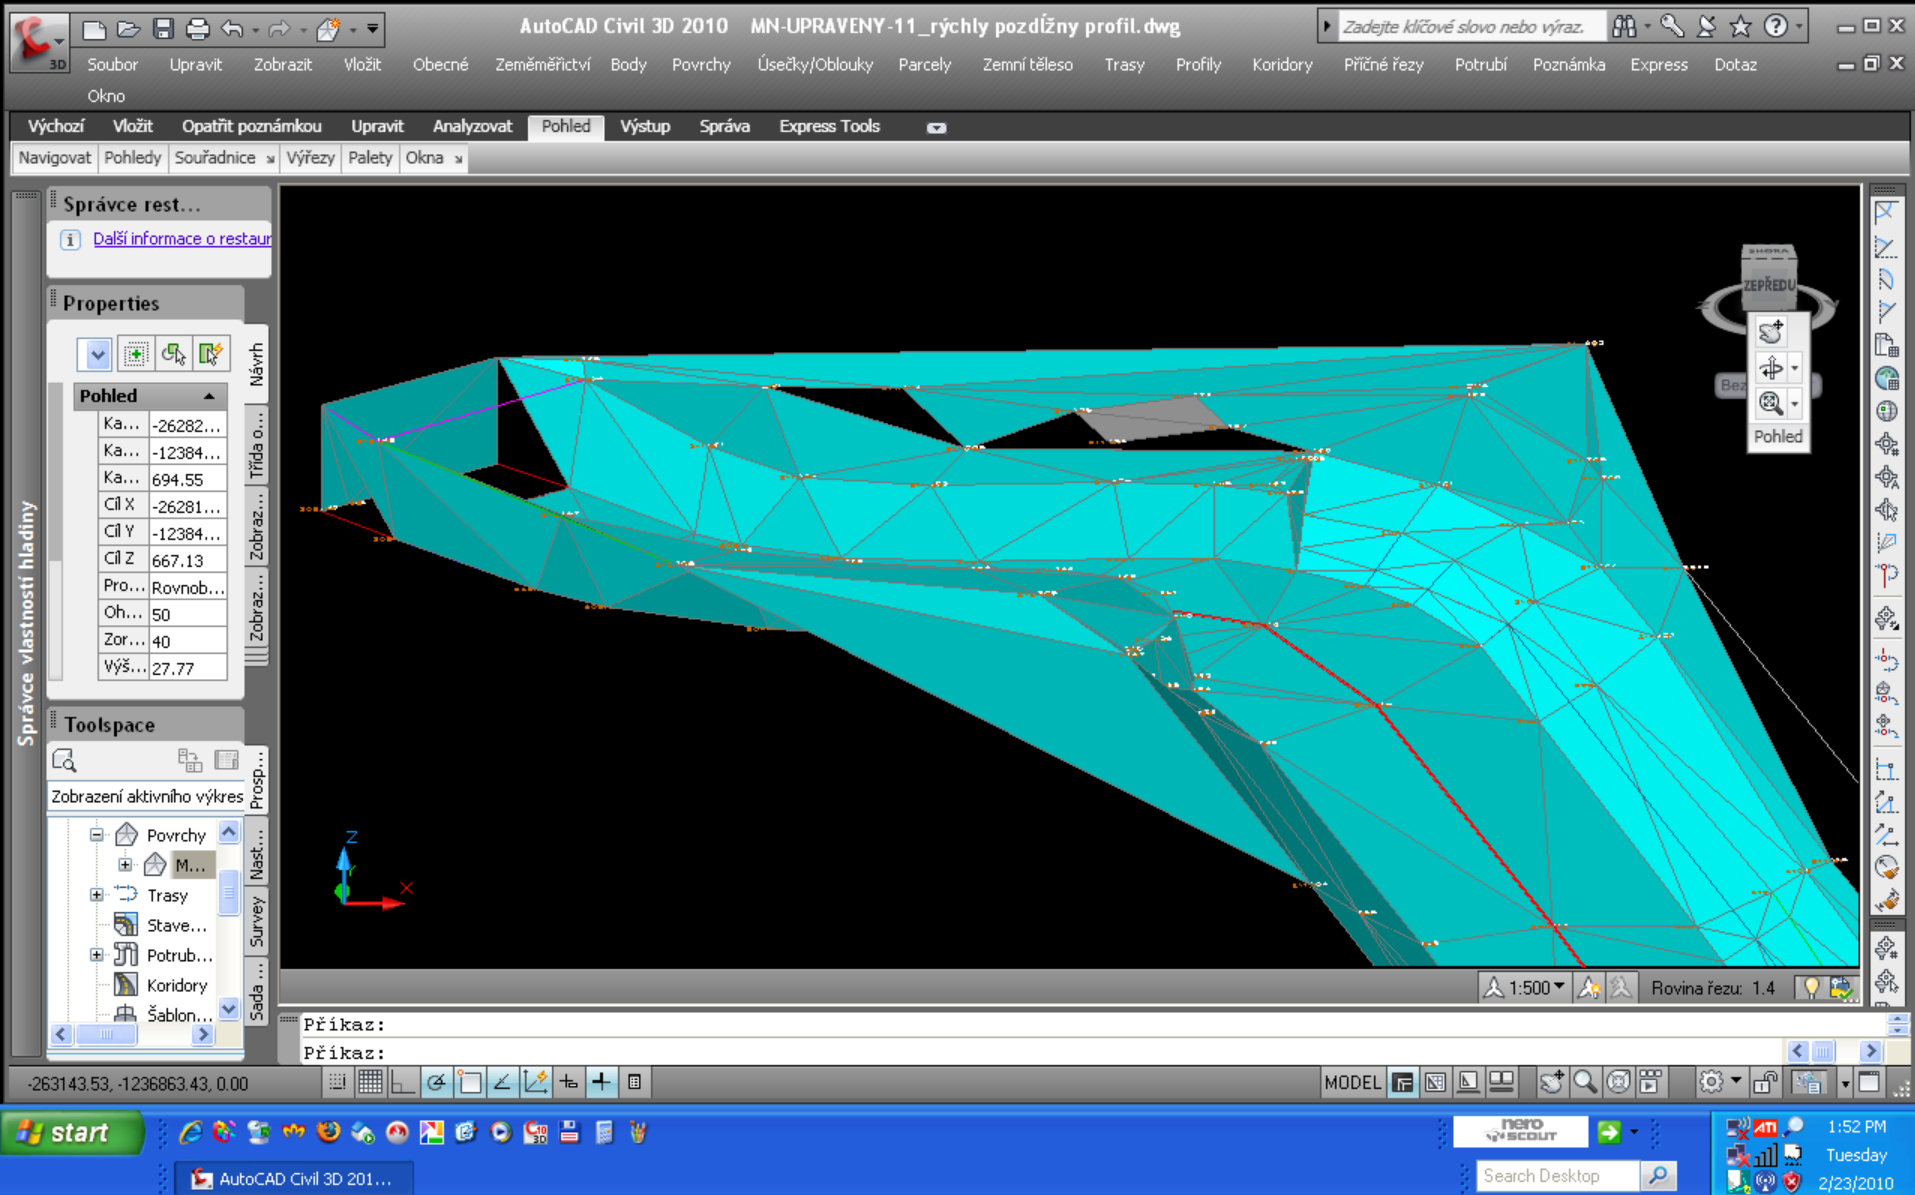 AutoCAD Civil 3D 2010 MN-UPRAVENY-11_rýchly pozdĺžny profil.dwg
Zadejte klíčové slovo nebo výraz.
3D
Soubor Upravit Zobrazit Vložit Obecné Zeměměřictví Body Povrchy Úsečky/Oblouky Parcely Zemní těleso Trasy Profily Koridory Příčné řezy Potrubí Poznámka Express Dotaz
Okno
Výchozí Vložit Opatřit poznámkou Upravit Analyzovat Pohled Výstup Správa Express Tools
Navigovat Pohledy Souřadnice Výřezy Palety Okna
Správce rest...
Další informace o restaur
Properties
Pohled
Ka... -26282...
Ka... -12384...
Ka... 694.55
Cíl X -26281...
Cíl Y -12384...
Cíl Z 667.13
Pro... Rovnob...
Oh... 50
Zor... 40
Výš... 27.77
Návrh
Třída o...
Zobraz...
Zobraz...
Správce vlastností hladiny
Toolspace
Zobrazení aktivního výkres
Povrchy
M...
Trasy
Stave...
Potrub...
Koridory
Šablon...
Prosp...
Nast...
Survey
Sada ...
SHORA
ZEPŘEDU
Bez
Pohled
Z
Y
X
1:500
Rovina řezu: 1.4
Příkaz:
Příkaz:
-263143.53, -1236863.43, 0.00
MODEL
start
nero
SCOUT
ATI
1:52 PM
Tuesday
2/23/2010
AutoCAD Civil 3D 201...
Search Desktop